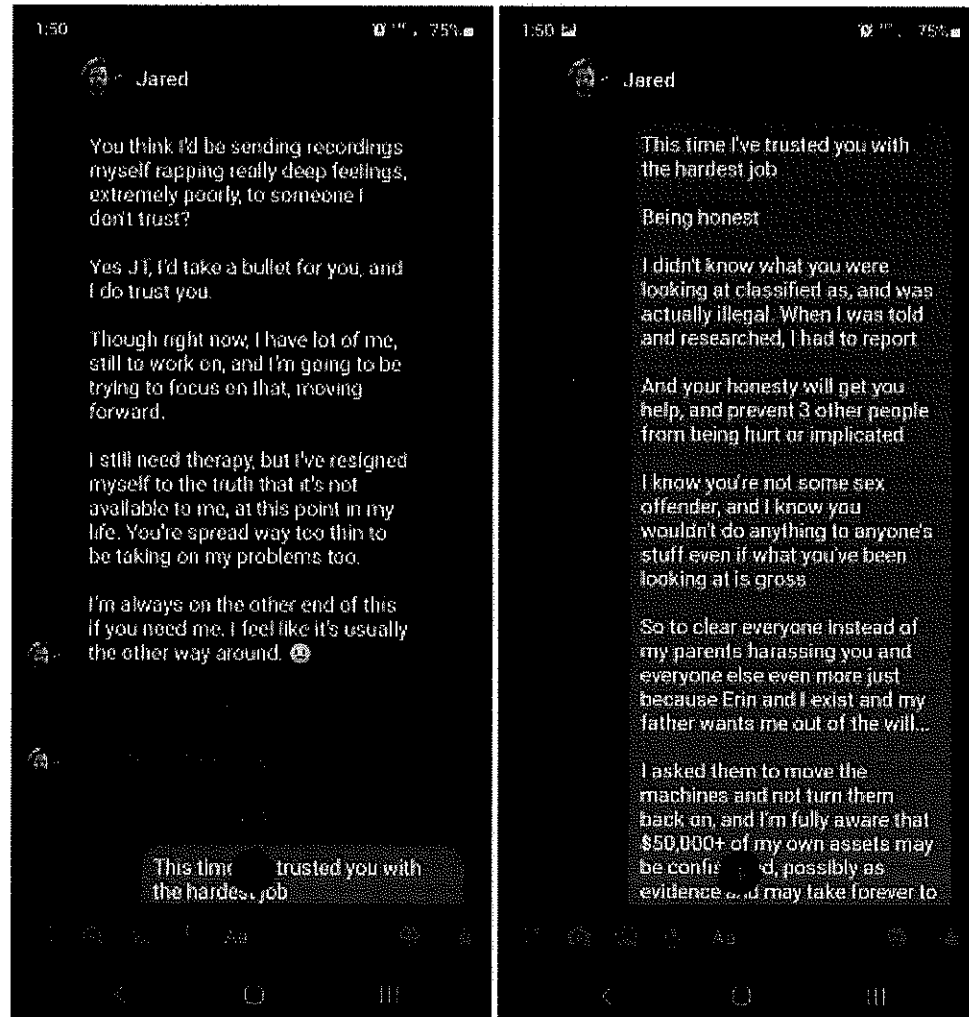 1:50
75%
Jared
You think I'd be sending recordings
myself rapping really deep feelings,
extremely poorly, to someone I
don't trust?
Yes JT, I'd take a bullet for you, and
I do trust you.
Though right now, I have lot of me,
still to work on, and I'm going to be
trying to focus on that, moving
forward.
I still need therapy, but I've resigned
myself to the truth that it's not
available to me, at this point in my
life. You're spread way too thin to
be taking on my problems too.
I'm always on the other end of this
if you need me. I feel like it's usually
the other way around.
This time trusted you with
the hardest job
Aa
1:50
75%
Jared
This time I've trusted you with
the hardest job
Being honest
I didn't know what you were
looking at classified as, and was
actually illegal. When I was told
and researched, I had to report
And your honesty will get you
help, and prevent 3 other people
from being hurt or implicated
I know you're not some sex
offender, and I know you
wouldn't do anything to anyone's
stuff even if what you've been
looking at is gross
So to clear everyone instead of
my parents harassing you and
everyone else even more just
because Erin and I exist and my
father wants me out of the will...
I asked them to move the
machines and not turn them
back on, and I'm fully aware that
$50,000+ of my own assets may
be possibly as
evidence and may take forever to
Aa